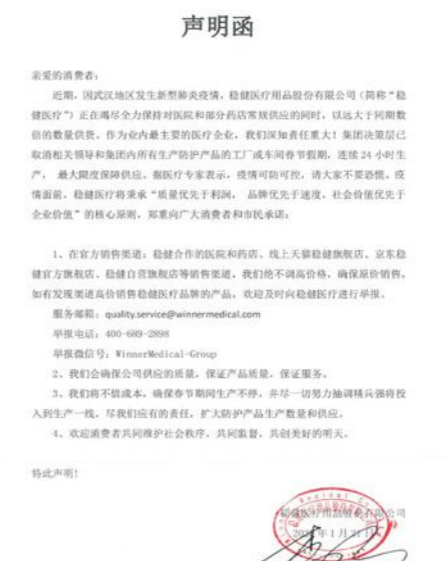 声明函
亲爱的消费者：
近期，因武汉地区发生新型肺炎疫情，稳健医疗用品股份有限公司（简称“稳
健医疗”）正在竭尽全力保持对医院和部分药店常规供应的同时，以远大于同期数
倍的数量供货。作为业内最主要的医疗企业，我们深知责任重大！集团决策层已
取消相关领导和集团内所有生产防护产品的工厂或车间春节假期，连续 24 小时生
产， 最大限度保障供应。据医疗专家表示，疫情可防可控，请大家不要恐慌。疫
情面前，稳健医疗将秉承“质量优先于利润， 品牌优先于速度，社会价值优先于
企业价值”的核心原则，郑重向广大消费者和市民承诺：
1、在官方销售渠道：稳健合作的医院和药店、线上天猫稳健旗舰店、京东稳
健官方旗舰店、稳健自营旗舰店等销售渠道，我们绝不调高价格，确保原价销售，
如有发现渠道高价销售稳健医疗品牌的产品，欢迎及时向稳健医疗进行举报。
服务邮箱：quality.service@winnermedical.com
举报电话：400-689-2898
举报微信号：WinnerMedical-Group
2、我们会确保公司供应的质量，保证产品质量，保证服务。
3、我们将不惜成本，确保春节期间生产不停，并尽一切努力抽调精兵强将投
入到生产一线，尽我们应有的责任，扩大防护产品生产数量和供应。
4、欢迎消费者共同维护社会秩序，共同监督，共创美好的明天。
特此声明！
稳健医疗用品股份有限公司
年 1 月 21 日